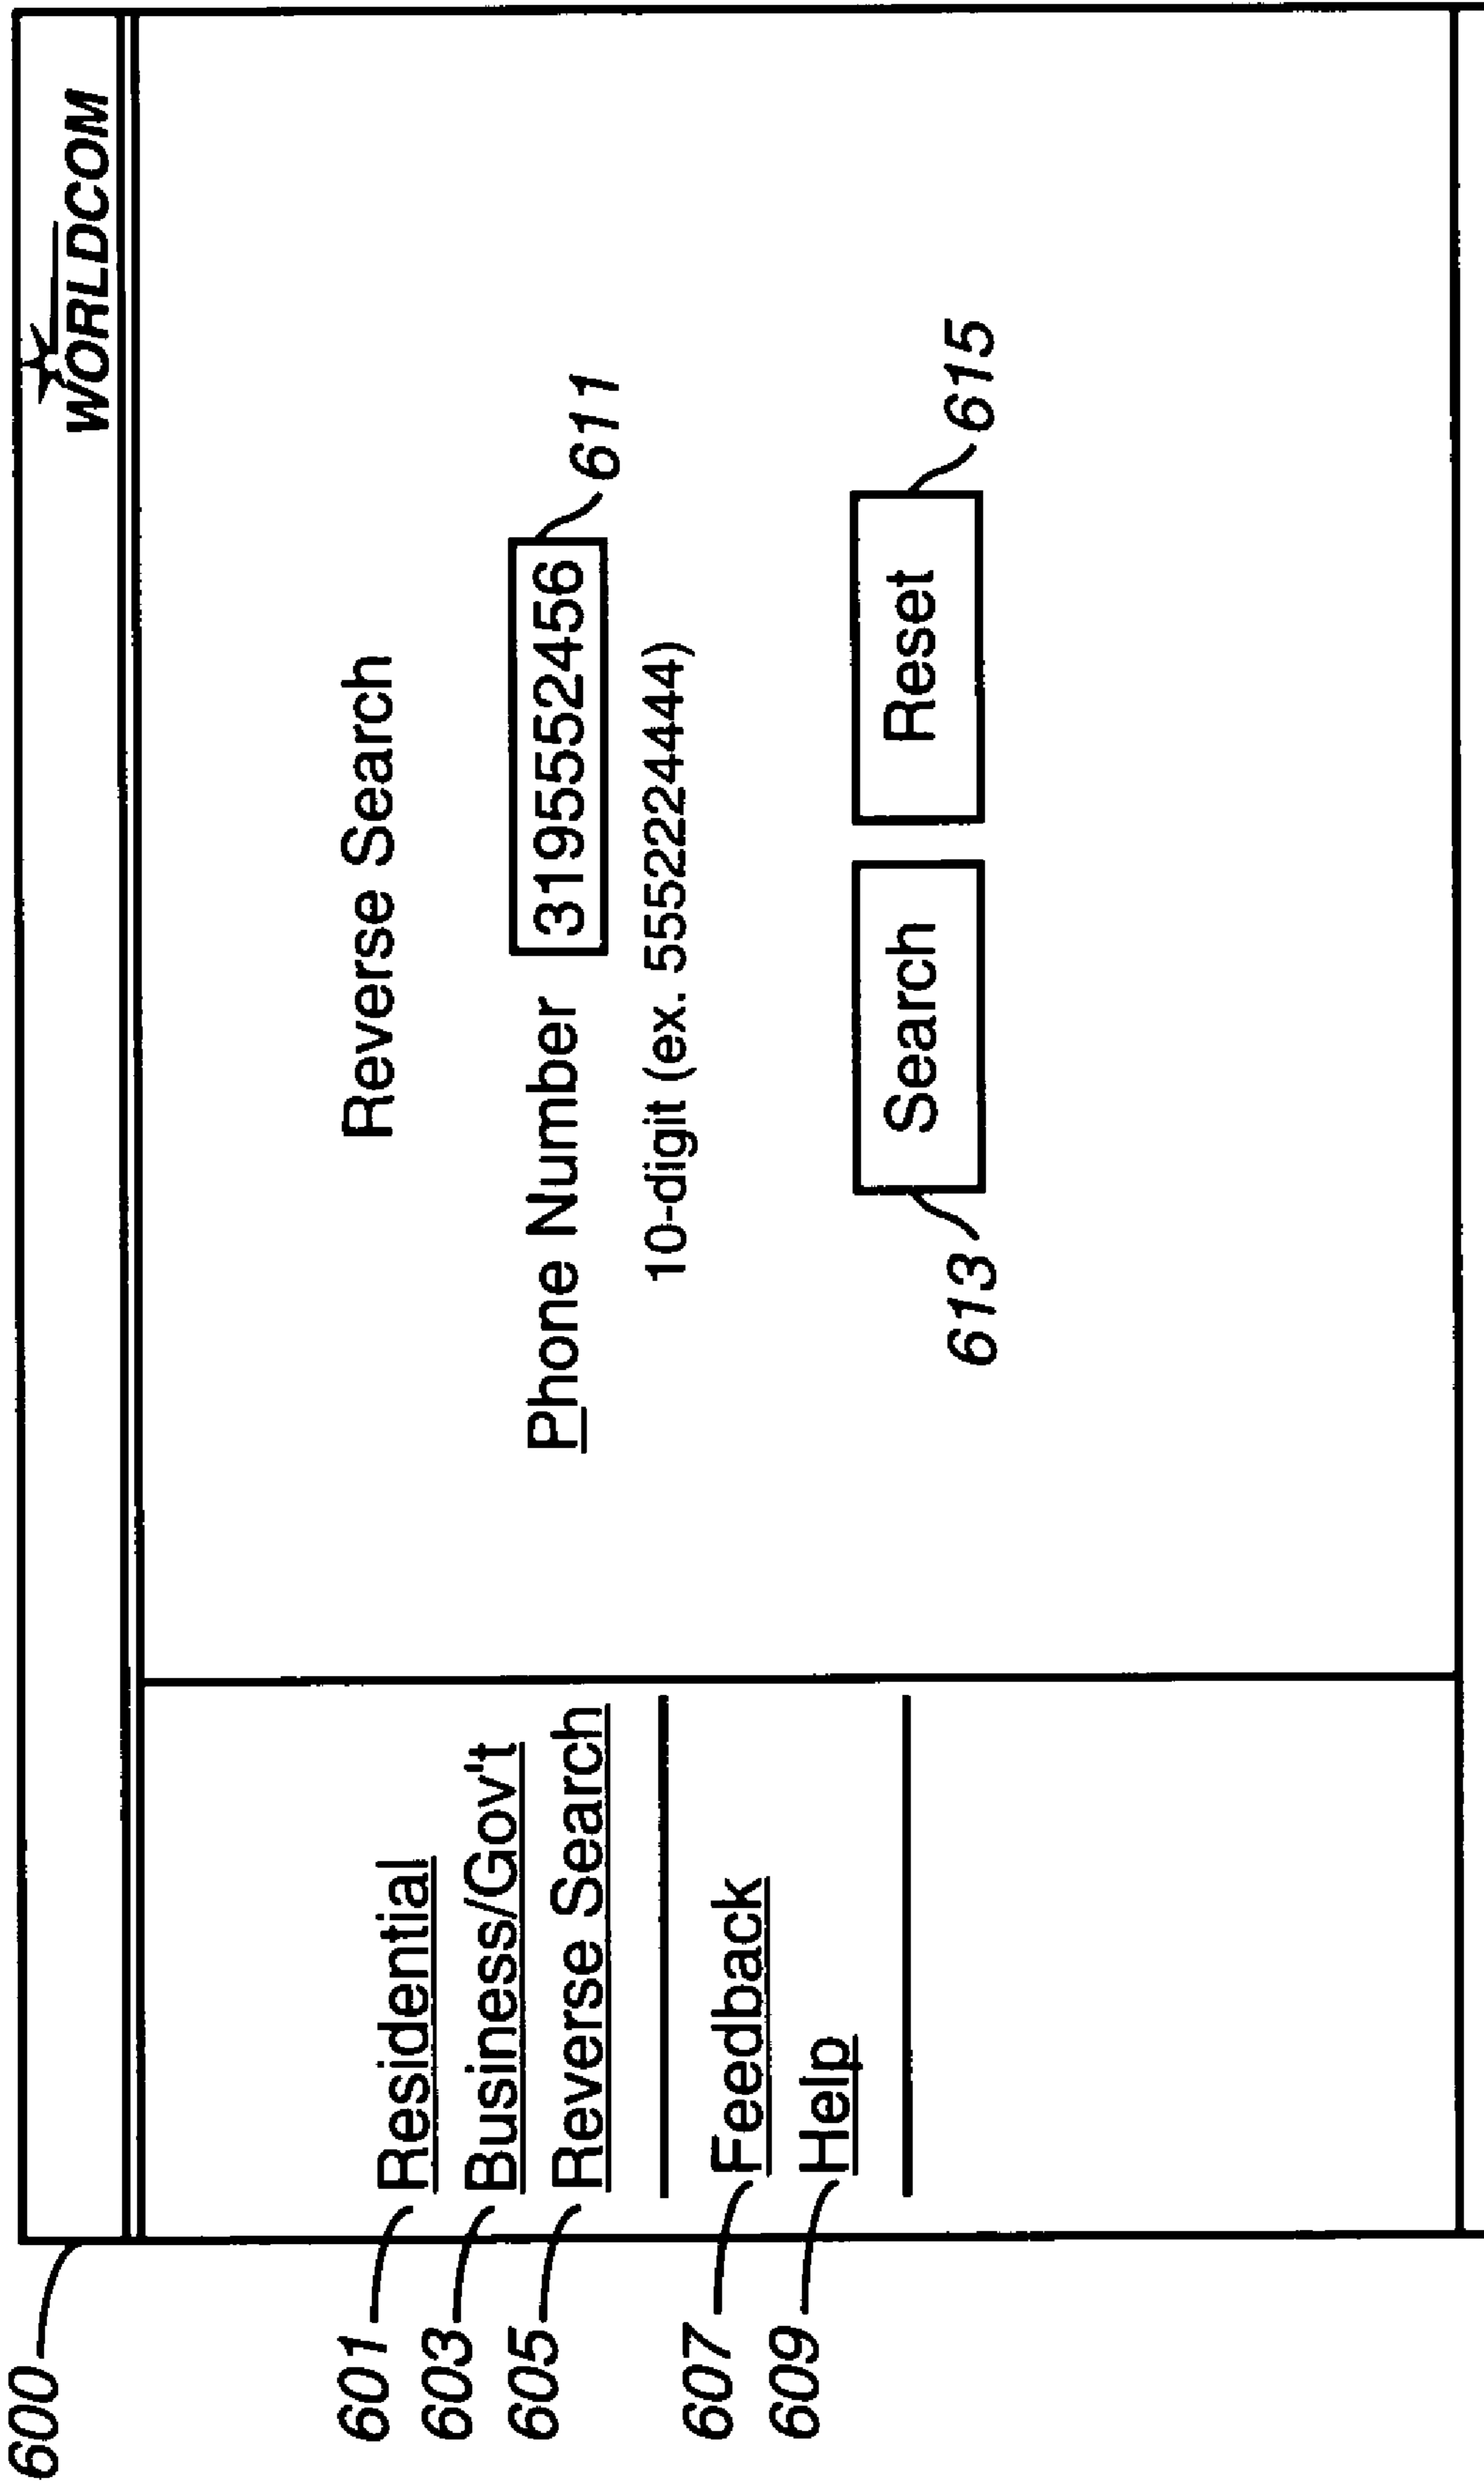 600
WORLDCOM
601 Residential
603 Business/Gov't
605 Reverse Search
607 Feedback
609 Help
Reverse Search
Phone Number 3195552456 611
10-digit (ex. 5552224444)
Search Reset
613 615